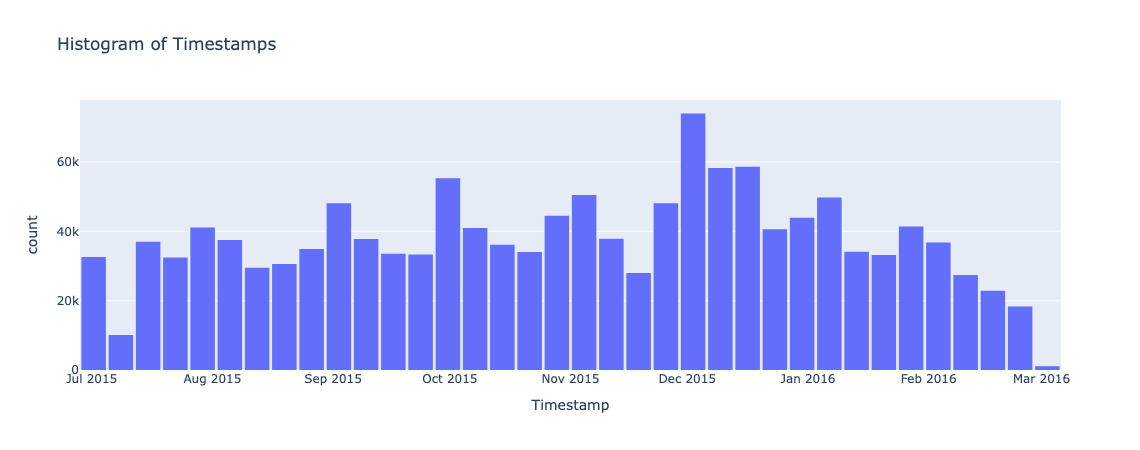 Histogram of Timestamps
60k
40k
20k
0
count
Jul 2015 Aug 2015 Sep 2015 Oct 2015 Nov 2015 Dec 2015 Jan 2016 Feb 2016 Mar 2016
Timestamp